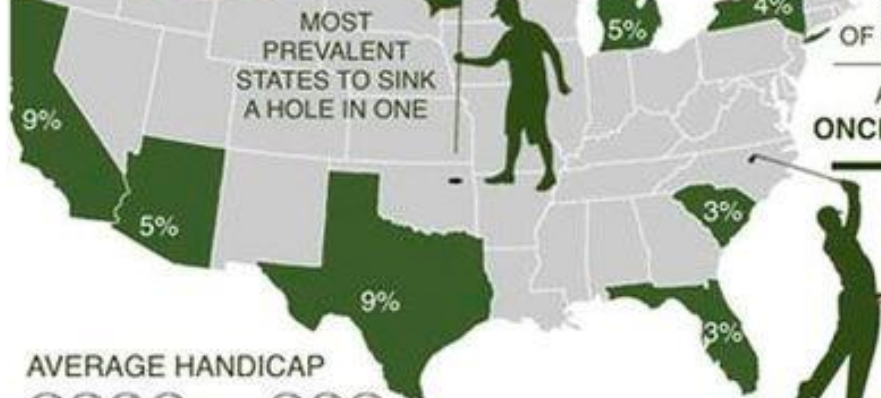 MOST
PREVALENT
STATES TO SINK
A HOLE IN ONE
5%
4%
OF
9%
ONC
5%
3%
9%
3%
AVERAGE HANDICAP